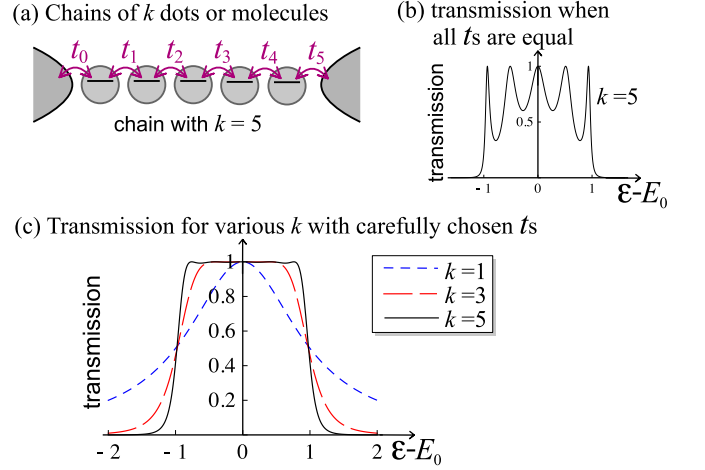 (a) Chains of k dots or molecules
t0 t1 t2 t3 t4 t5
chain with k = 5
(b) transmission when
all ts are equal
transmission
1
0.5
k=5
- 1 0 1
ε-E0
(c) Transmission for various k with carefully chosen ts
transmission
1
0.8
0.6
0.4
0.2
- 2 - 1 0 1 2
ε-E0
k =1
k =3
k =5